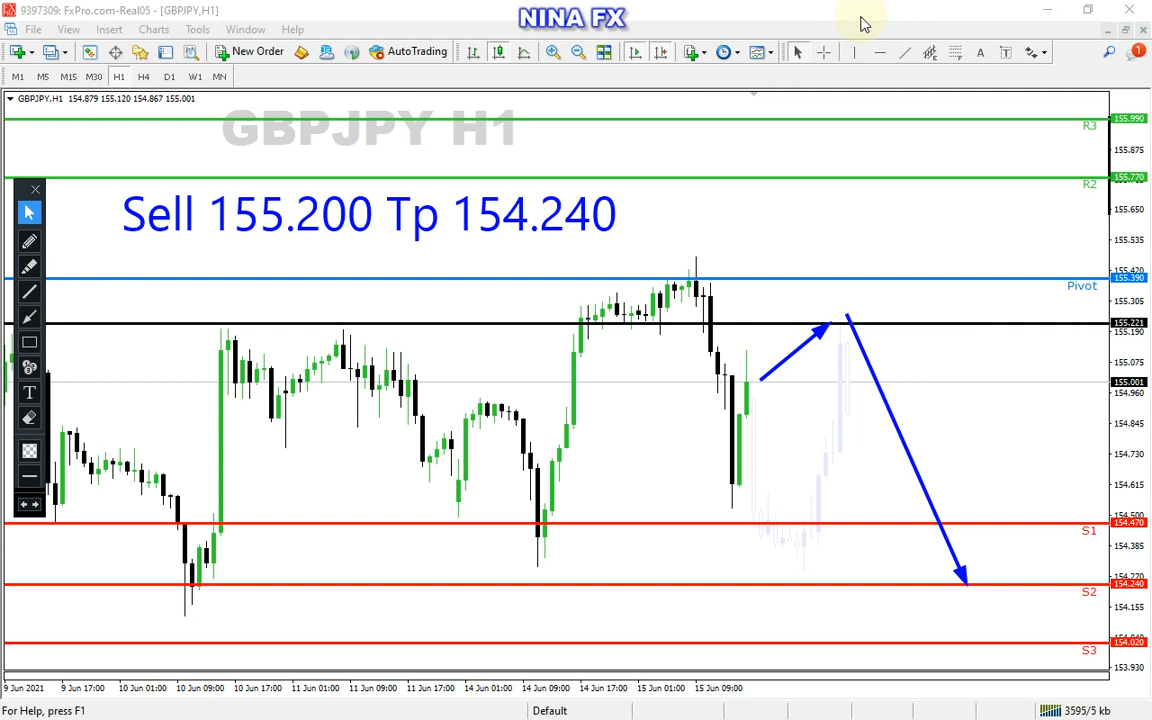 9397309: FxPro.com-Real05 - [GBPJPY,H1]
NINA FX
File View Insert Charts Tools Window Help
New Order AutoTrading
A T 1
M1 M5 M15 M30 H1 H4 D1 W1 MN
GBPJPY,H1 154.879 155.120 154.867 155.001
GBPJPY H1
155.990
R3
155.875
155.770
R2
Sell 155.200 Tp 154.240
155.650
155.535
155.420
155.390
Pivot
155.305
155.221
155.190
155.075
155.001
154.960
T
154.845
154.730
154.615
154.500
154.470
S1
154.385
154.270
154.240
S2
154.155
154.020
S3
153.930
9 Jun 2021 9 Jun 17:00 10 Jun 01:00 10 Jun 09:00 10 Jun 17:00 11 Jun 01:00 11 Jun 09:00 11 Jun 17:00 14 Jun 01:00 14 Jun 09:00 14 Jun 17:00 15 Jun 01:00 15 Jun 09:00
For Help, press F1 Default 3595/5 kb